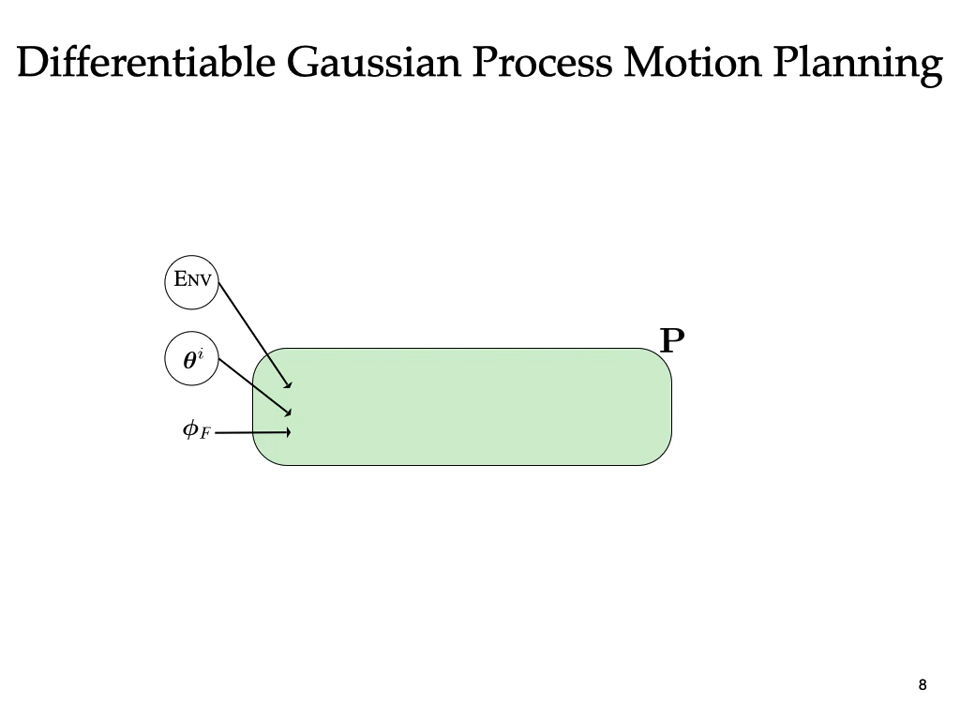 Differentiable Gaussian Process Motion Planning
ENV
P
θⁱ
ϕ_F
8